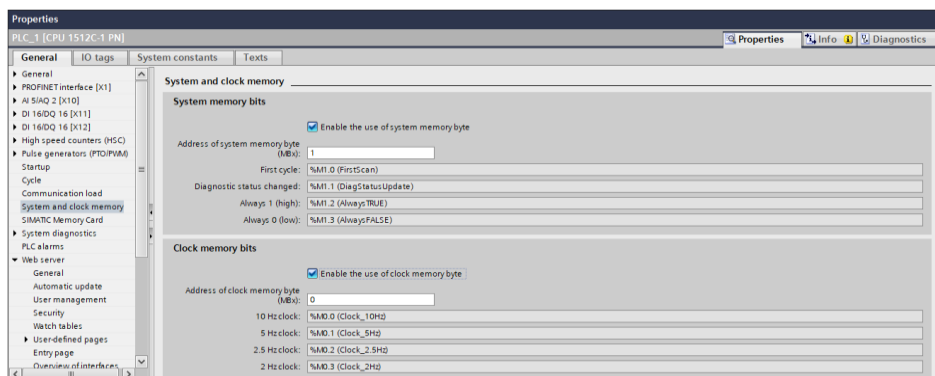 Properties
PLC_1 [CPU 1512C-1 PN]
Properties Info Diagnostics
General IO tags System constants Texts
General
PROFINET interface [X1]
AI 5/AQ 2 [X10]
DI 16/DQ 16 [X11]
DI 16/DQ 16 [X12]
High speed counters (HSC)
Pulse generators (PTO/PWM)
Startup
Cycle
Communication load
System and clock memory
SIMATIC Memory Card
System diagnostics
PLC alarms
Web server
General
Automatic update
User management
Security
Watch tables
User-defined pages
Entry page
Overview of interfaces
System and clock memory
System memory bits
Enable the use of system memory byte
Address of system memory byte
(MBx): 1
First cycle: %M1.0 (FirstScan)
Diagnostic status changed: %M1.1 (DiagStatusUpdate)
Always 1 (high): %M1.2 (AlwaysTRUE)
Always 0 (low): %M1.3 (AlwaysFALSE)
Clock memory bits
Enable the use of clock memory byte
Address of clock memory byte
(MBx): 0
10 Hz clock: %M0.0 (Clock_10Hz)
5 Hz clock: %M0.1 (Clock_5Hz)
2.5 Hz clock: %M0.2 (Clock_2.5Hz)
2 Hz clock: %M0.3 (Clock_2Hz)